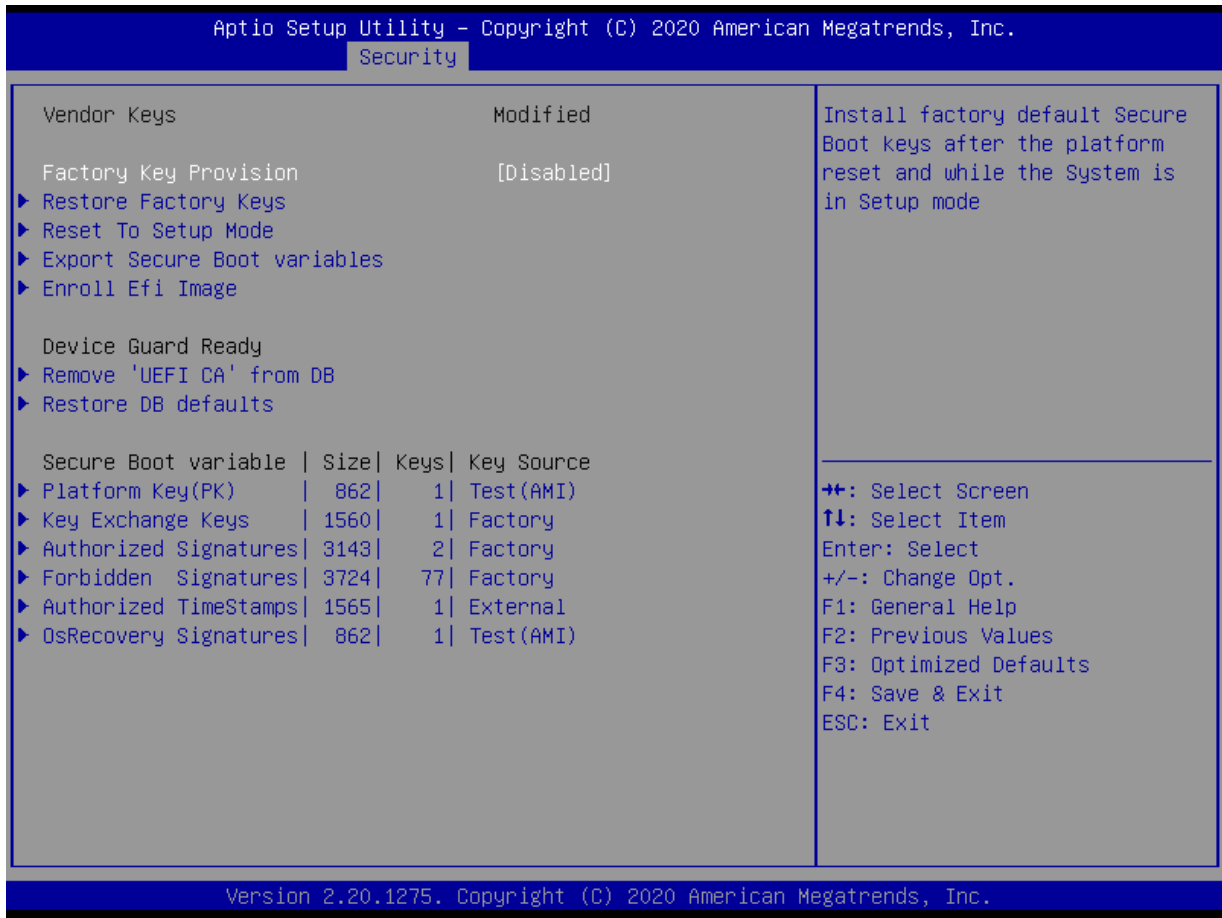 Aptio Setup Utility – Copyright (C) 2020 American Megatrends, Inc.
Security
Vendor Keys Modified
Factory Key Provision [Disabled]
Restore Factory Keys
Reset To Setup Mode
Export Secure Boot variables
Enroll Efi Image
Device Guard Ready
Remove 'UEFI CA' from DB
Restore DB defaults
Secure Boot variable | Size| Keys| Key Source
Platform Key(PK) | 862| 1| Test(AMI)
Key Exchange Keys | 1560| 1| Factory
Authorized Signatures| 3143| 2| Factory
Forbidden Signatures| 3724| 77| Factory
Authorized TimeStamps| 1565| 1| External
OsRecovery Signatures| 862| 1| Test(AMI)
Install factory default Secure
Boot keys after the platform
reset and while the System is
in Setup mode
→←: Select Screen
↑↓: Select Item
Enter: Select
+/-: Change Opt.
F1: General Help
F2: Previous Values
F3: Optimized Defaults
F4: Save & Exit
ESC: Exit
Version 2.20.1275. Copyright (C) 2020 American Megatrends, Inc.